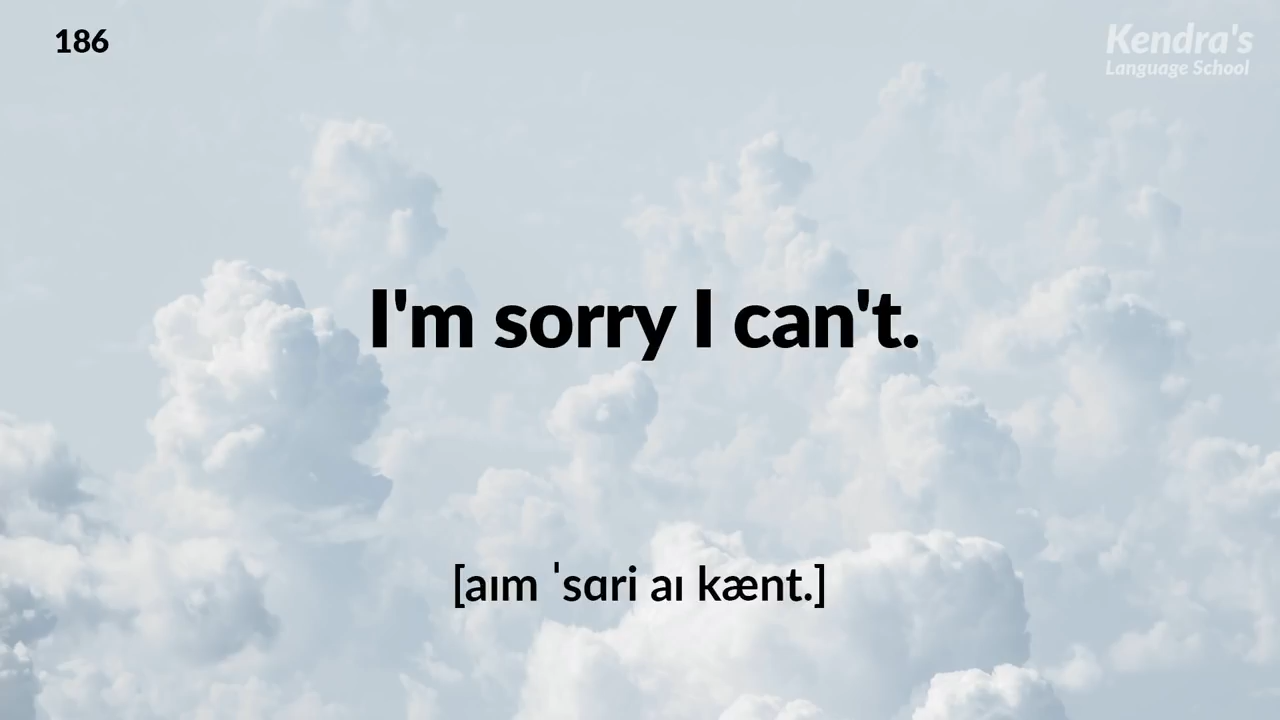 186
Kendra's
Language School
I'm sorry I can't.
[aɪm ˈsɑri aɪ kænt.]